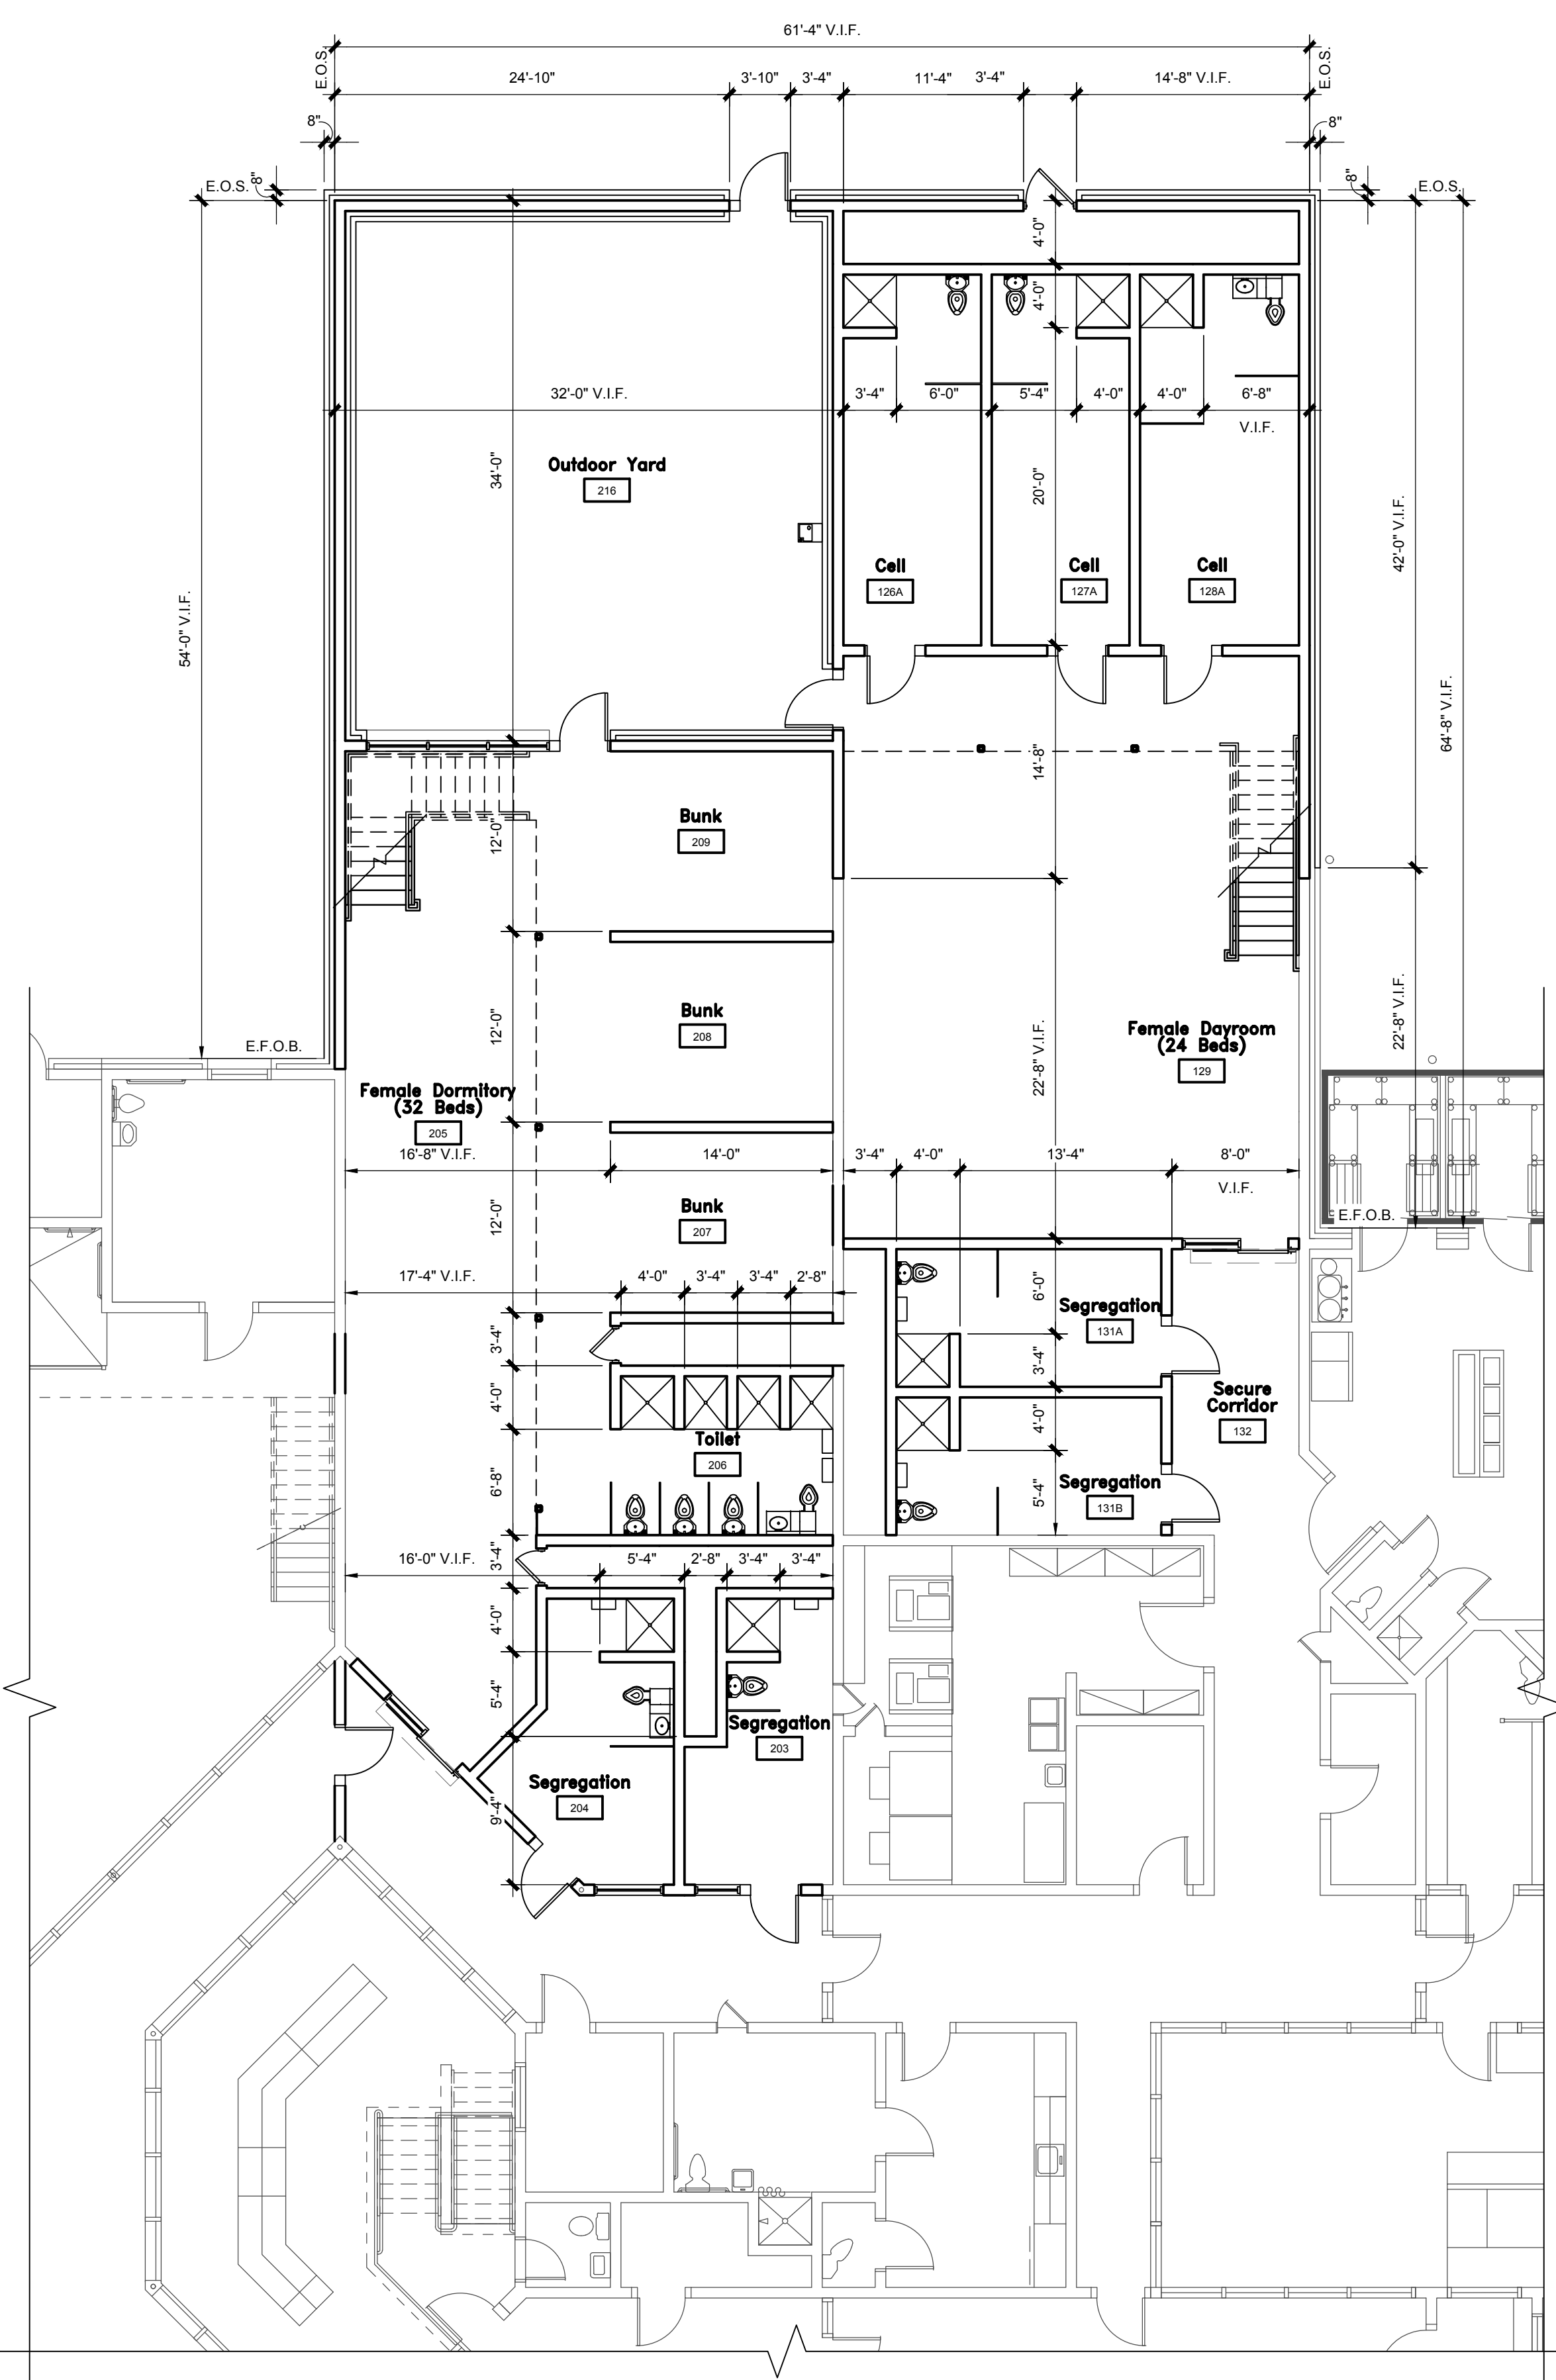 61'-4" V.I.F.
E.O.S.
E.O.S.
24'-10"
3'-10"
3'-4"
11'-4"
3'-4"
14'-8" V.I.F.
8"
8"
E.O.S.
8"
8"
E.O.S.
4'-0"
4'-0"
32'-0" V.I.F.
3'-4"
6'-0"
5'-4"
4'-0"
4'-0"
6'-8"
V.I.F.
34'-0"
Outdoor Yard
216
20'-0"
42'-0" V.I.F.
Cell
126A
Cell
127A
Cell
128A
54'-0" V.I.F.
64'-8" V.I.F.
14'-8"
12'-0"
Bunk
209
12'-0"
Bunk
208
22'-8" V.I.F.
Female Dayroom
(24 Beds)
129
22'-8" V.I.F.
E.F.O.B.
Female Dormitory
(32 Beds)
205
16'-8" V.I.F.
14'-0"
3'-4"
4'-0"
13'-4"
8'-0"
V.I.F.
E.F.O.B.
12'-0"
Bunk
207
17'-4" V.I.F.
4'-0"
3'-4"
3'-4"
2'-8"
6'-0"
Segregation
131A
3'-4"
3'-4"
4'-0"
Secure
Corridor
132
4'-0"
Toilet
206
6'-8"
5'-4"
Segregation
131B
16'-0" V.I.F.
3'-4"
5'-4"
2'-8"
3'-4"
3'-4"
4'-0"
5'-4"
Segregation
203
Segregation
204
9'-4"